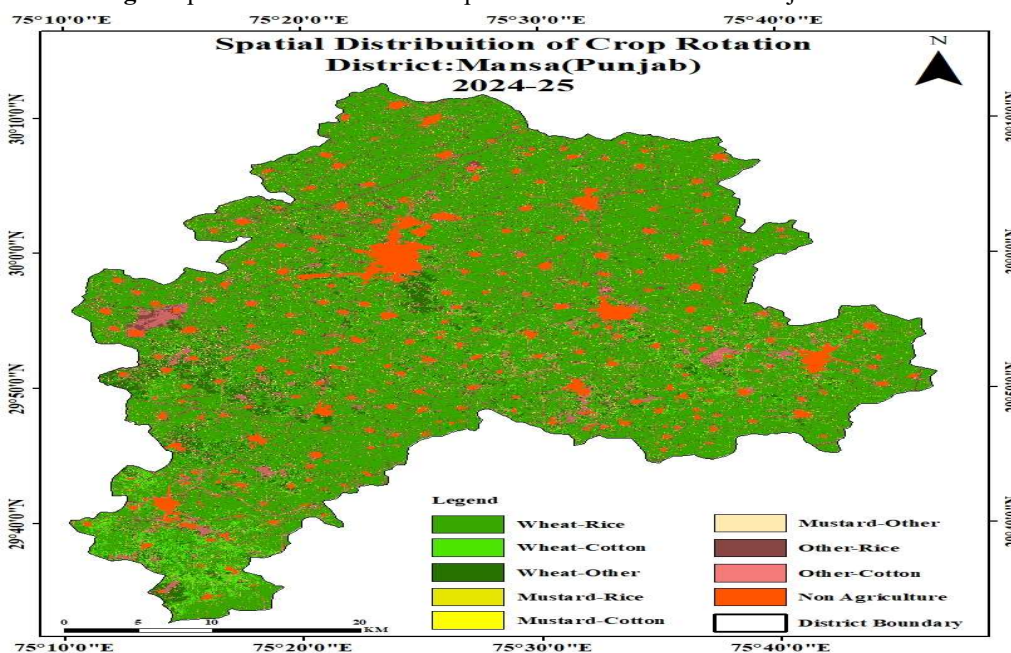 75°10'0"E 75°20'0"E 75°30'0"E 75°40'0"E
Spatial Distribuition of Crop Rotation
District:Mansa(Punjab)
2024-25
N
30°10'0"N
30°0'0"N
29°50'0"N
29°40'0"N
Legend
Wheat-Rice
Wheat-Cotton
Wheat-Other
Mustard-Rice
Mustard-Cotton
Mustard-Other
Other-Rice
Other-Cotton
Non Agriculture
District Boundary
0 5 10 20
KM
75°10'0"E 75°20'0"E 75°30'0"E 75°40'0"E